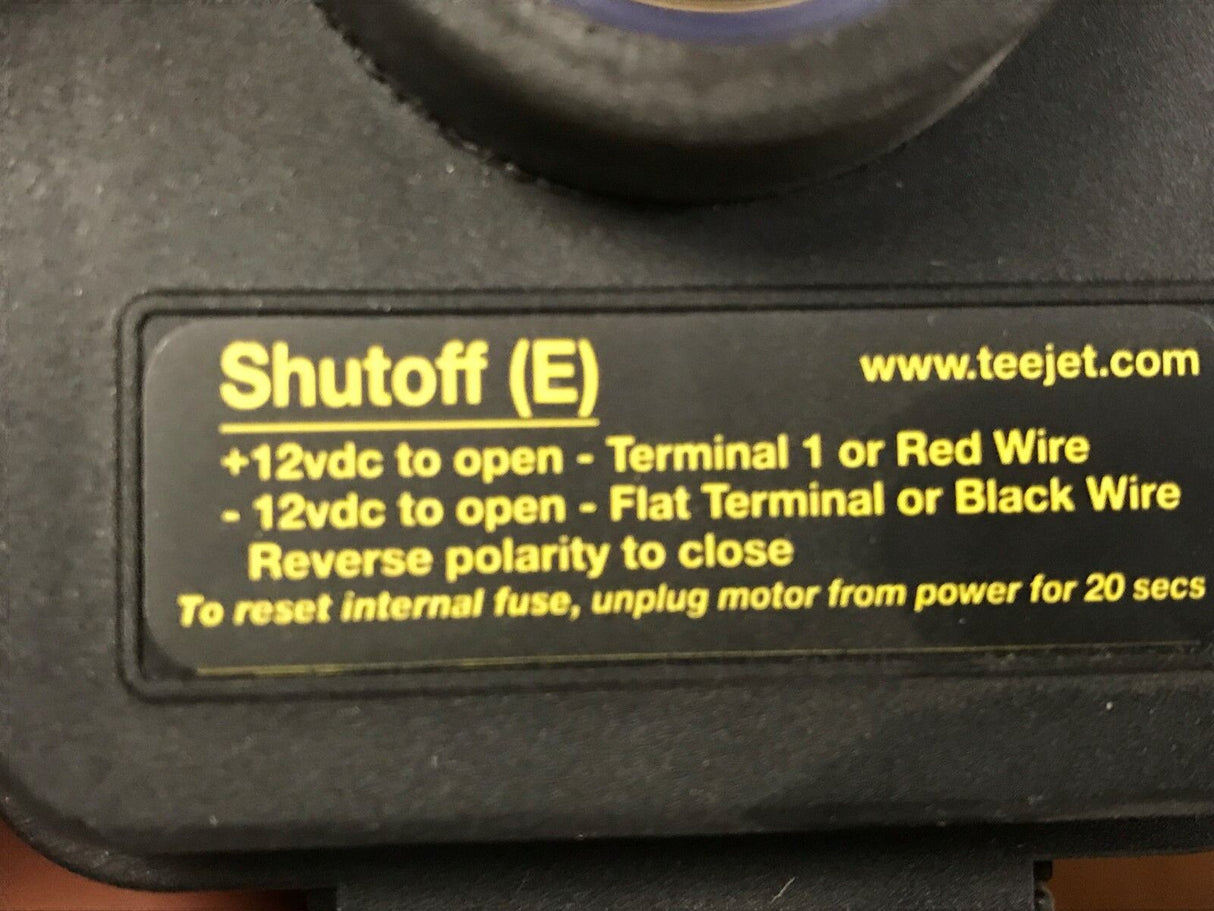 Shutoff (E) www.teejet.com
+12vdc to open - Terminal 1 or Red Wire
- 12vdc to open - Flat Terminal or Black Wire
Reverse polarity to close
To reset internal fuse, unplug motor from power for 20 secs